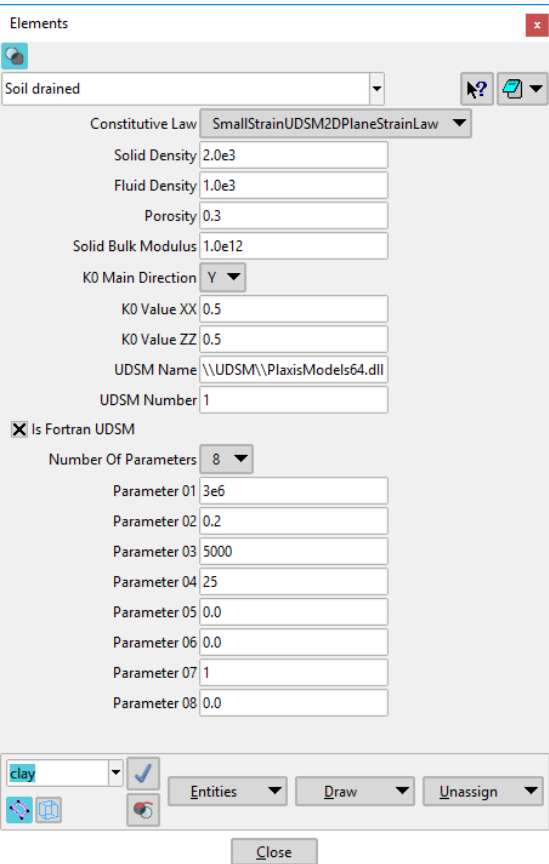 Elements
x
Soil drained
Constitutive Law SmallStrainUDSM2DPlaneStrainLaw
Solid Density 2.0e3
Fluid Density 1.0e3
Porosity 0.3
Solid Bulk Modulus 1.0e12
K0 Main Direction Y
K0 Value XX 0.5
K0 Value ZZ 0.5
UDSM Name \\UDSM\\PlaxisModels64.dll
UDSM Number 1
Is Fortran UDSM
Number Of Parameters 8
Parameter 01 3e6
Parameter 02 0.2
Parameter 03 5000
Parameter 04 25
Parameter 05 0.0
Parameter 06 0.0
Parameter 07 1
Parameter 08 0.0
clay
Entities Draw Unassign
Close